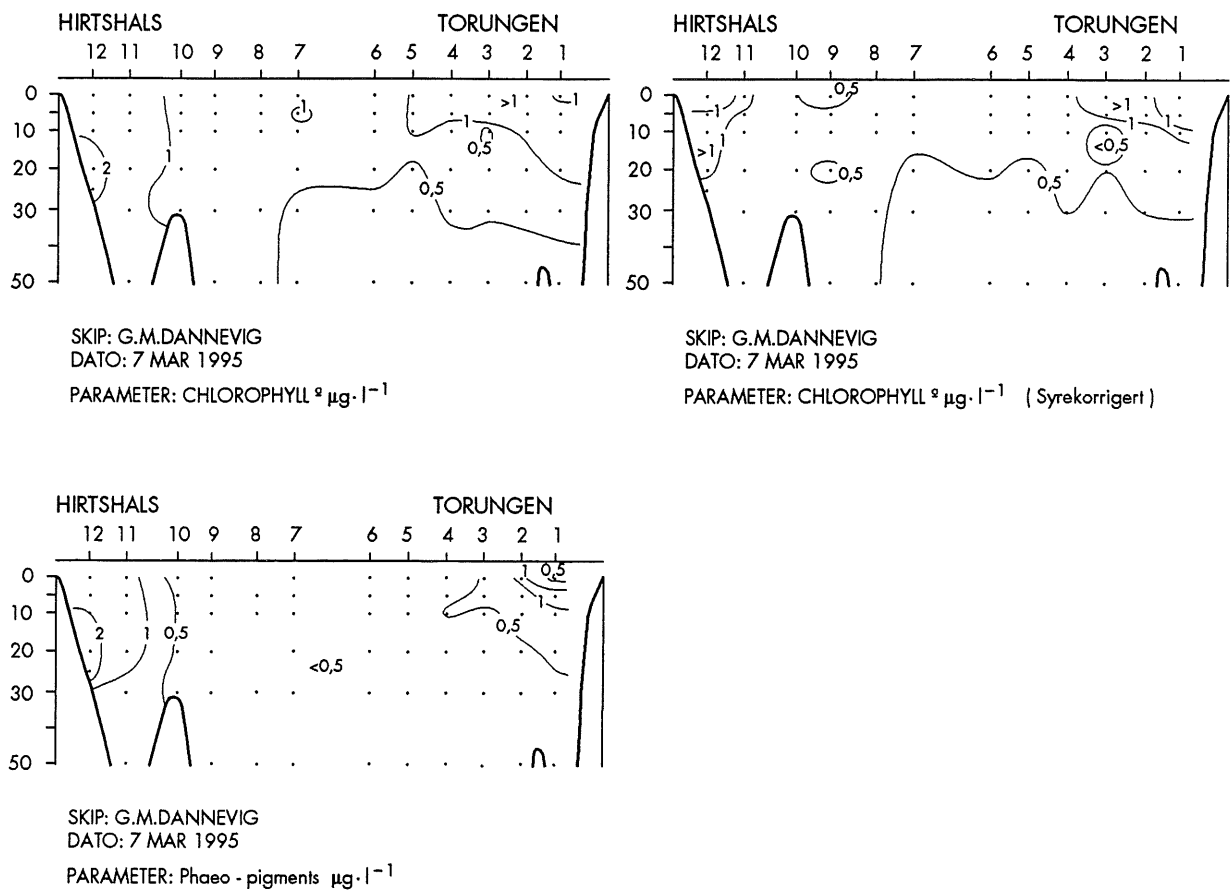 HIRTSHALS TORUNGEN
12 11 10 9 8 7 6 5 4 3 2 1
0
10
20
30
50
2
1
1
0,5
>1
1
1
0,5
SKIP: G.M.DANNEVIG
DATO: 7 MAR 1995
PARAMETER: CHLOROPHYLL ª µg·l⁻¹
HIRTSHALS TORUNGEN
12 11 10 9 8 7 6 5 4 3 2 1
0
10
20
30
50
1
>1
1
0,5
0,5
0,5
>1
1
1
<0,5
SKIP: G.M.DANNEVIG
DATO: 7 MAR 1995
PARAMETER: CHLOROPHYLL ª µg·l⁻¹ (Syrekorrigert)
HIRTSHALS TORUNGEN
12 11 10 9 8 7 6 5 4 3 2 1
0
10
20
30
50
2
1
0,5
<0,5
1
0,5
1
0,5
SKIP: G.M.DANNEVIG
DATO: 7 MAR 1995
PARAMETER: Phaeo - pigments µg·l⁻¹